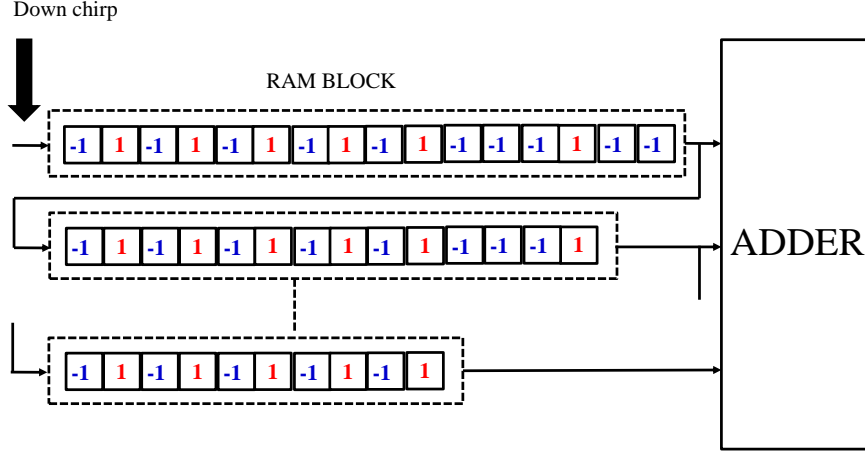 Down chirp
RAM BLOCK
-1 1 -1 1 -1 1 -1 1 -1 1 -1 -1 -1 1 -1 -1
-1 1 -1 1 -1 1 -1 1 -1 1 -1 -1 -1 1
ADDER
-1 1 -1 1 -1 1 -1 1 -1 1